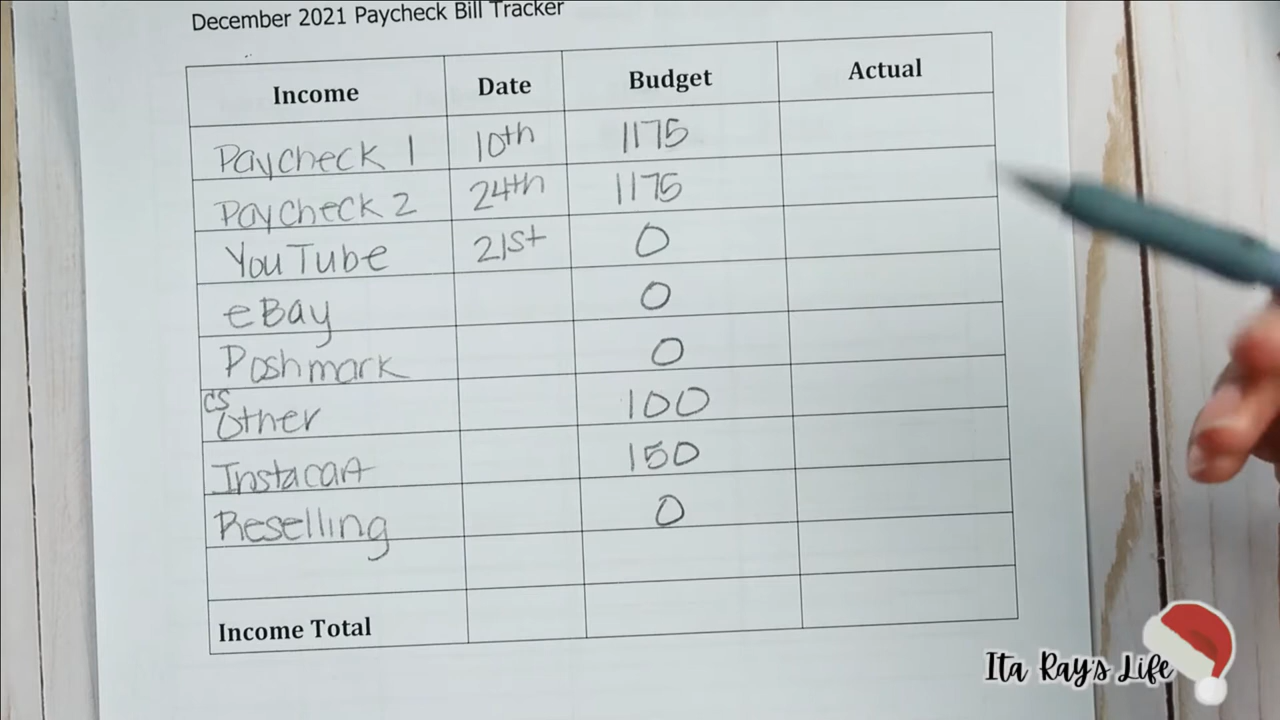 December 2021 Paycheck Bill Tracker
Income Date Budget Actual
Paycheck 1 10th 1175
Paycheck 2 24th 1175
YouTube 21st 0
eBay 0
Poshmark 0
CS
Other 100
Instacart 150
Reselling 0
Income Total
Ita Ray's Life